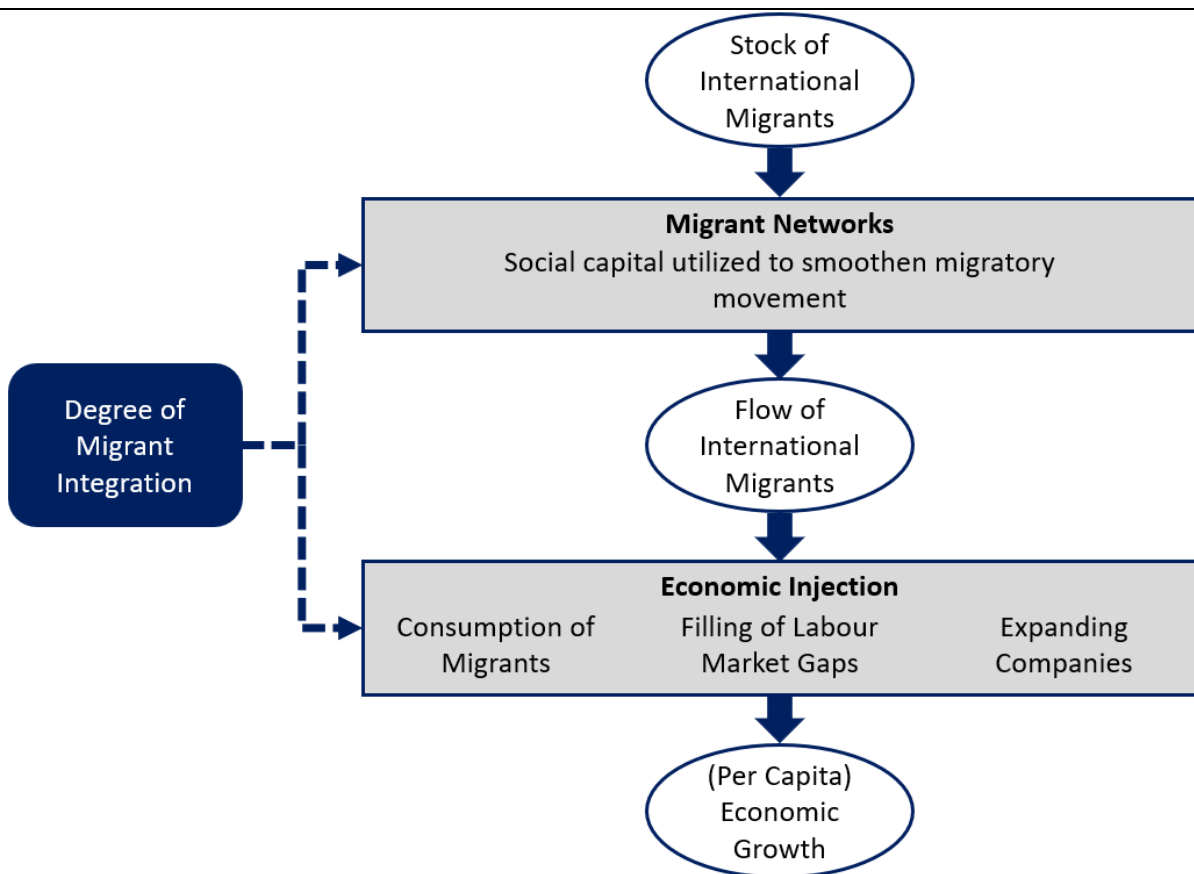 Stock of
International
Migrants
Migrant Networks
Social capital utilized to smoothen migratory
movement
Degree of
Migrant
Integration
Flow of
International
Migrants
Economic Injection
Consumption of
Migrants
Filling of Labour
Market Gaps
Expanding
Companies
(Per Capita)
Economic
Growth